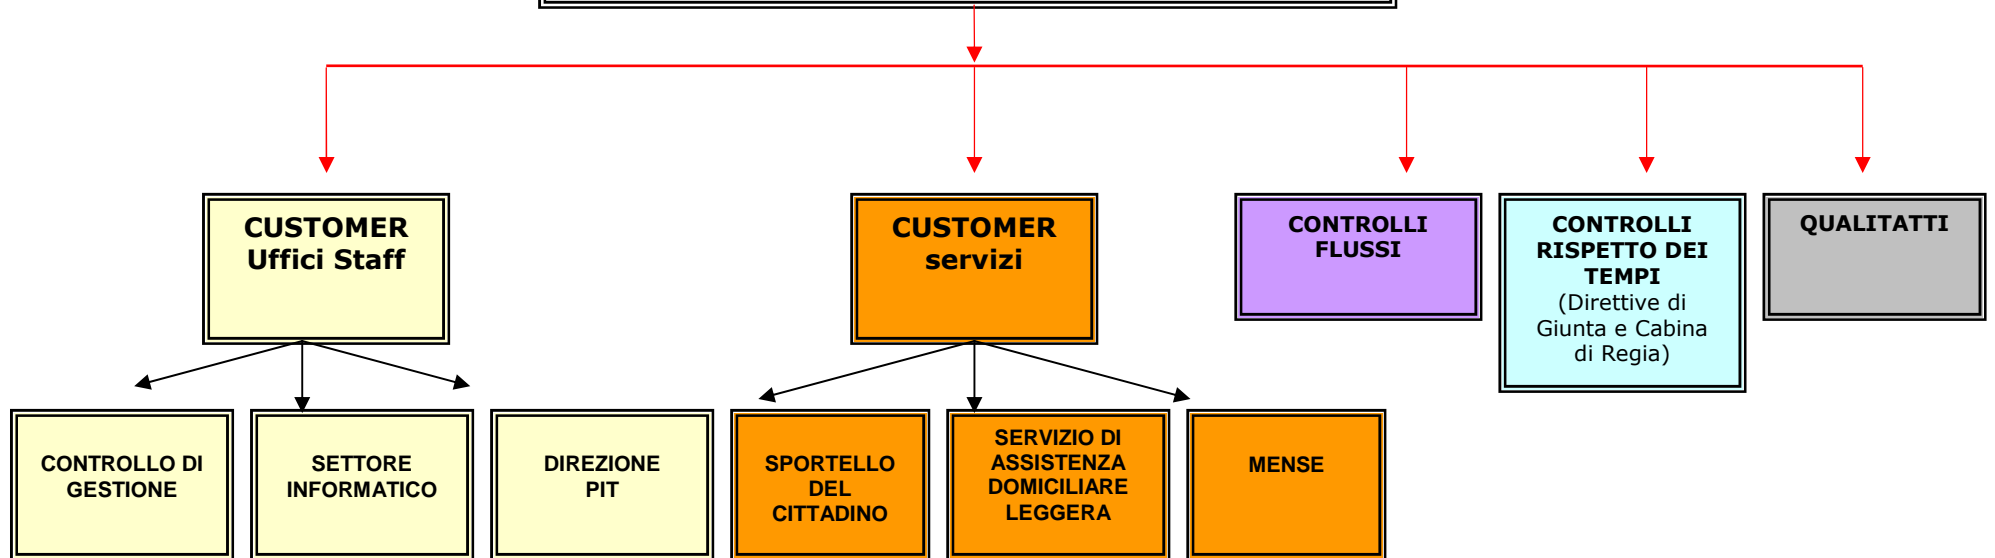 CUSTOMER
Uffici Staff
CUSTOMER
servizi
CONTROLLI
FLUSSI
CONTROLLI
RISPETTO DEI
TEMPI
(Direttive di
Giunta e Cabina
di Regia)
QUALITATTI
CONTROLLO DI
GESTIONE
SETTORE
INFORMATICO
DIREZIONE
PIT
SPORTELLO
DEL
CITTADINO
SERVIZIO DI
ASSISTENZA
DOMICILIARE
LEGGERA
MENSE